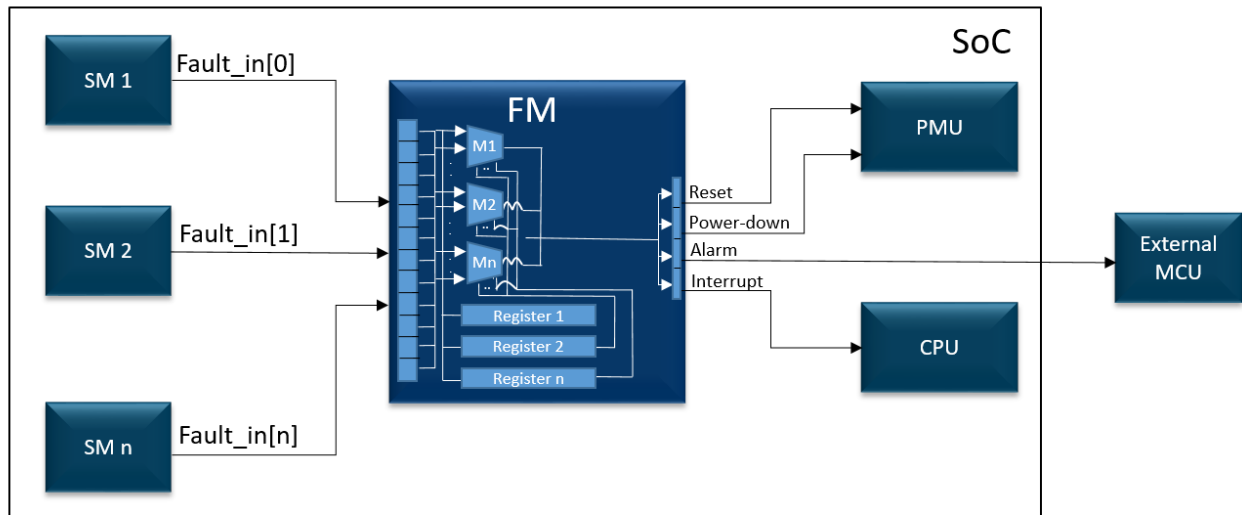 SoC
SM 1
Fault_in[0]
SM 2
Fault_in[1]
SM n
Fault_in[n]
FM
M1
M2
Mn
Register 1
Register 2
Register n
Reset
Power-down
Alarm
Interrupt
PMU
CPU
External
MCU